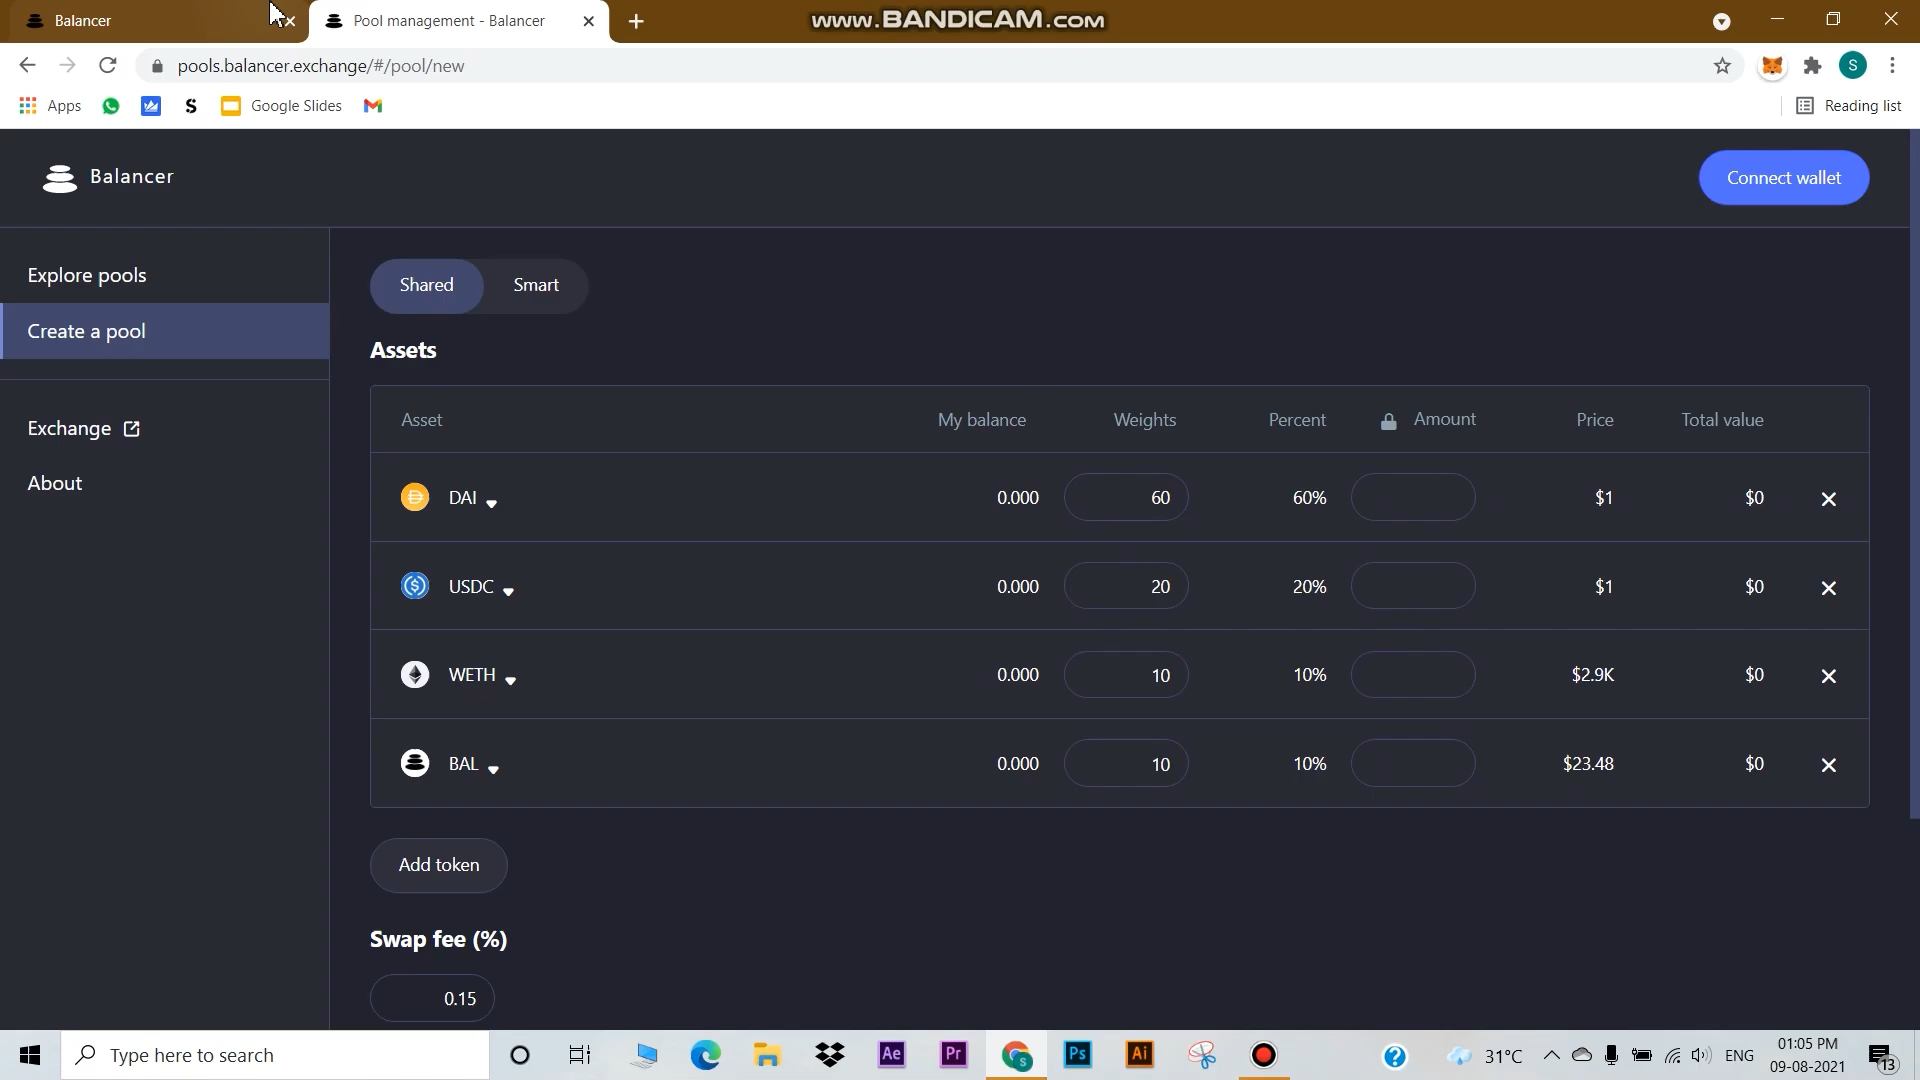 Balancer
Pool management - Balancer
www.BANDICAM.com
pools.balancer.exchange/#/pool/new
S
Apps
S
Google Slides
Reading list
Balancer
Connect wallet
Explore pools
Create a pool
Exchange
About
Shared Smart
Assets
Asset My balance Weights Percent Amount Price Total value
DAI 0.000 60 60% $1 $0
USDC 0.000 20 20% $1 $0
WETH 0.000 10 10% $2.9K $0
BAL 0.000 10 10% $23.48 $0
Add token
Swap fee (%)
0.15
Type here to search
Ae
Pr
S
Ps
Ai
31°C
ENG
01:05 PM
09-08-2021
13